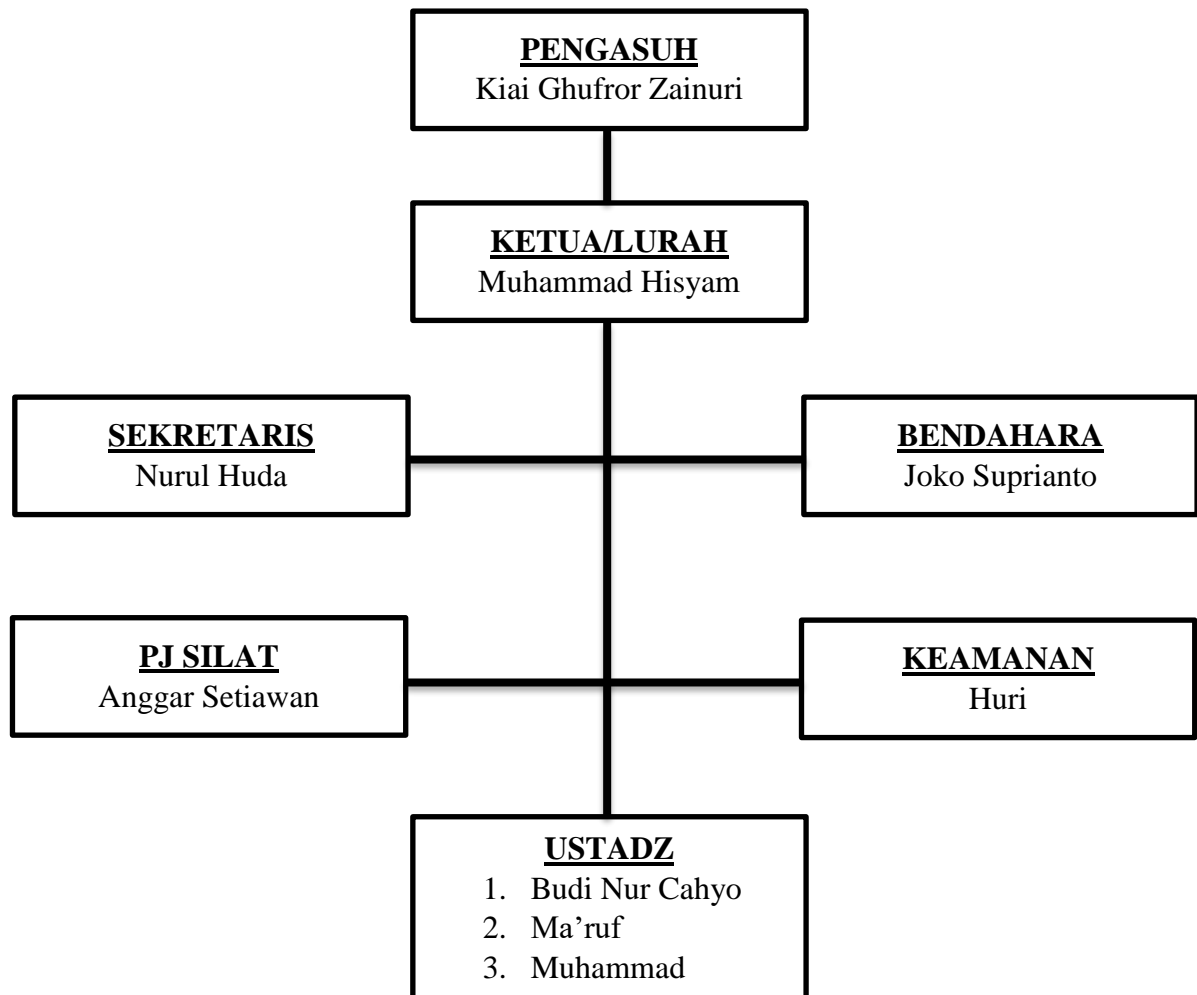 PENGASUH
Kiai Ghufror Zainuri
KETUA/LURAH
Muhammad Hisyam
SEKRETARIS
Nurul Huda
BENDAHARA
Joko Suprianto
PJ SILAT
Anggar Setiawan
KEAMANAN
Huri
USTADZ
1. Budi Nur Cahyo
2. Ma’ruf
3. Muhammad